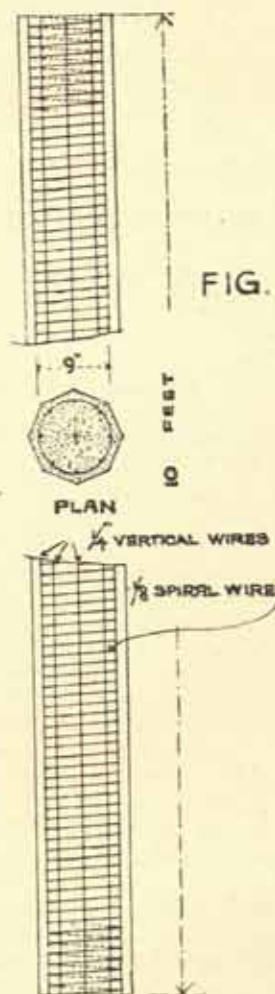 FIG.
9"
10 FEET
PLAN
1/4" VERTICAL WIRES
1/8 SPIRAL WIRE